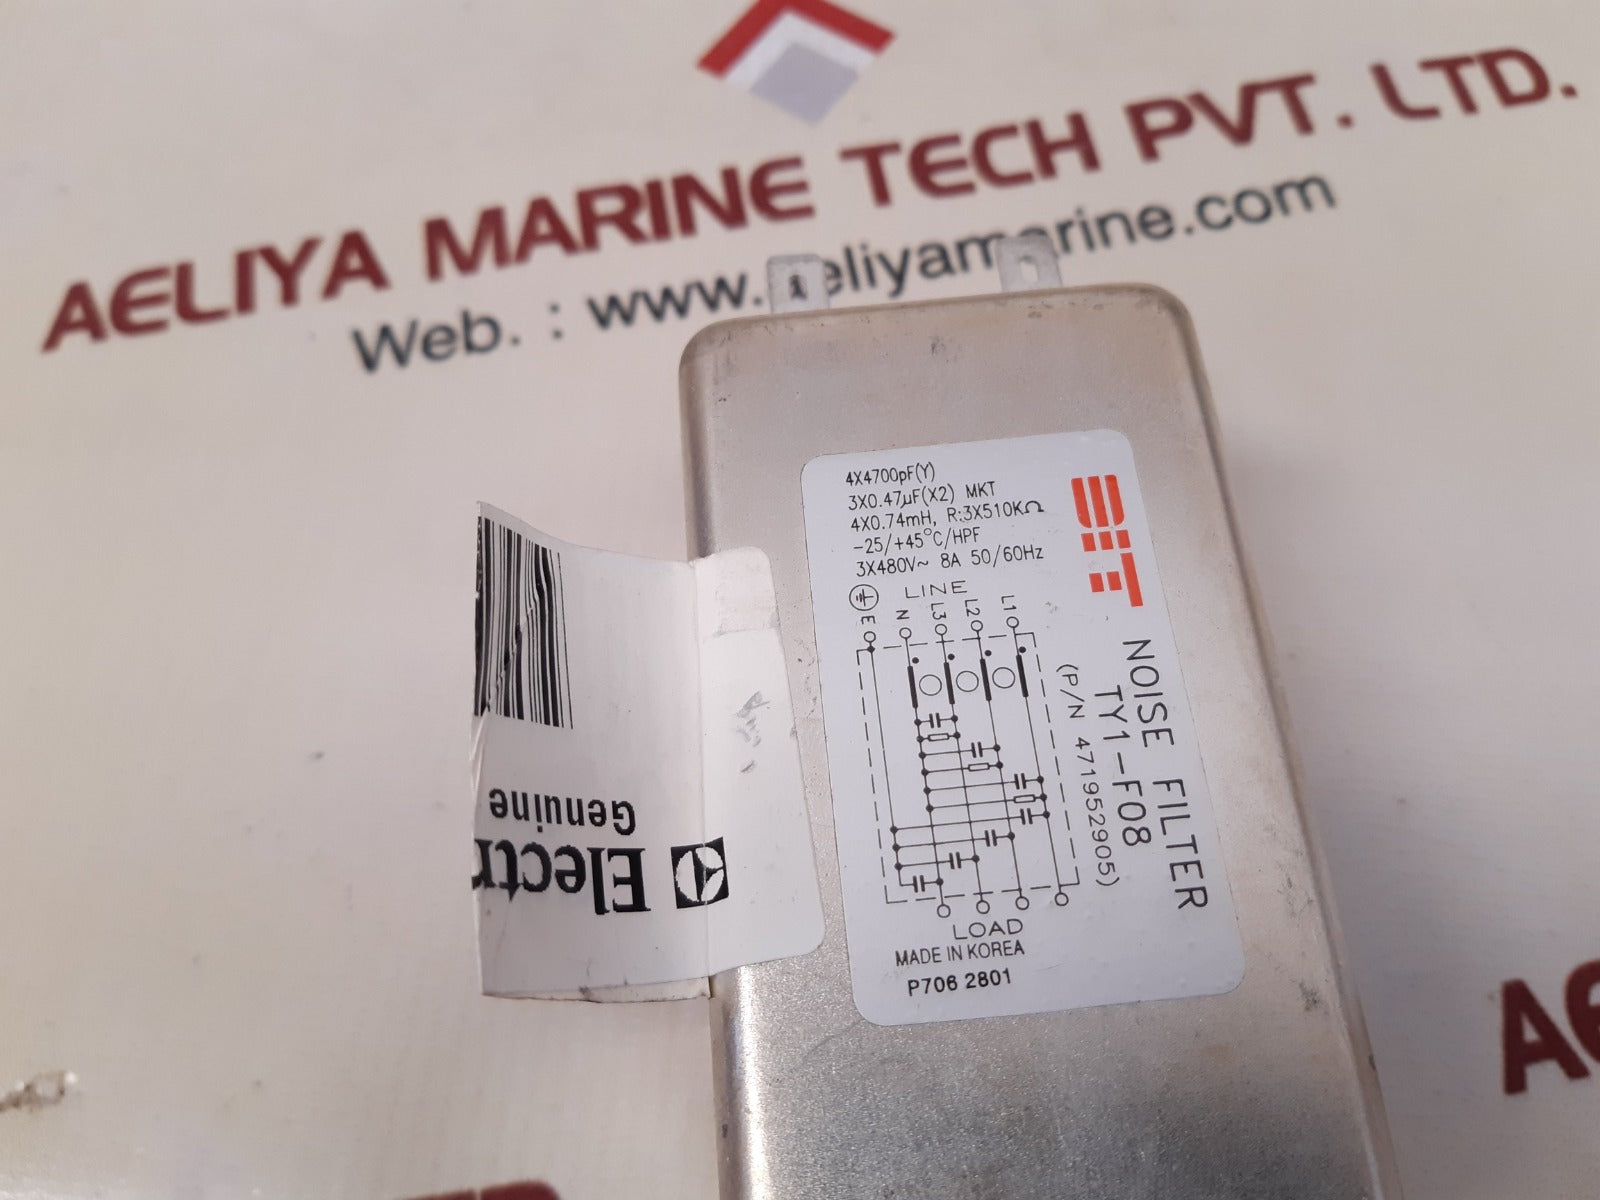 AELIYA MARINE TECH PVT. LTD.
Web. : www.aeliyamarine.com
4X4700pF(Y)
3X0.47µF(X2) MKT
4X0.74mH, R:3X510KΩ
-25/+45°C/HPF
3X480V~ 8A 50/60Hz
LINE
E N L3 L2 L1
LOAD
MADE IN KOREA
P706 2801
NOISE FILTER
TY1-F08
(P/N 471952905)
Electr
Genuine